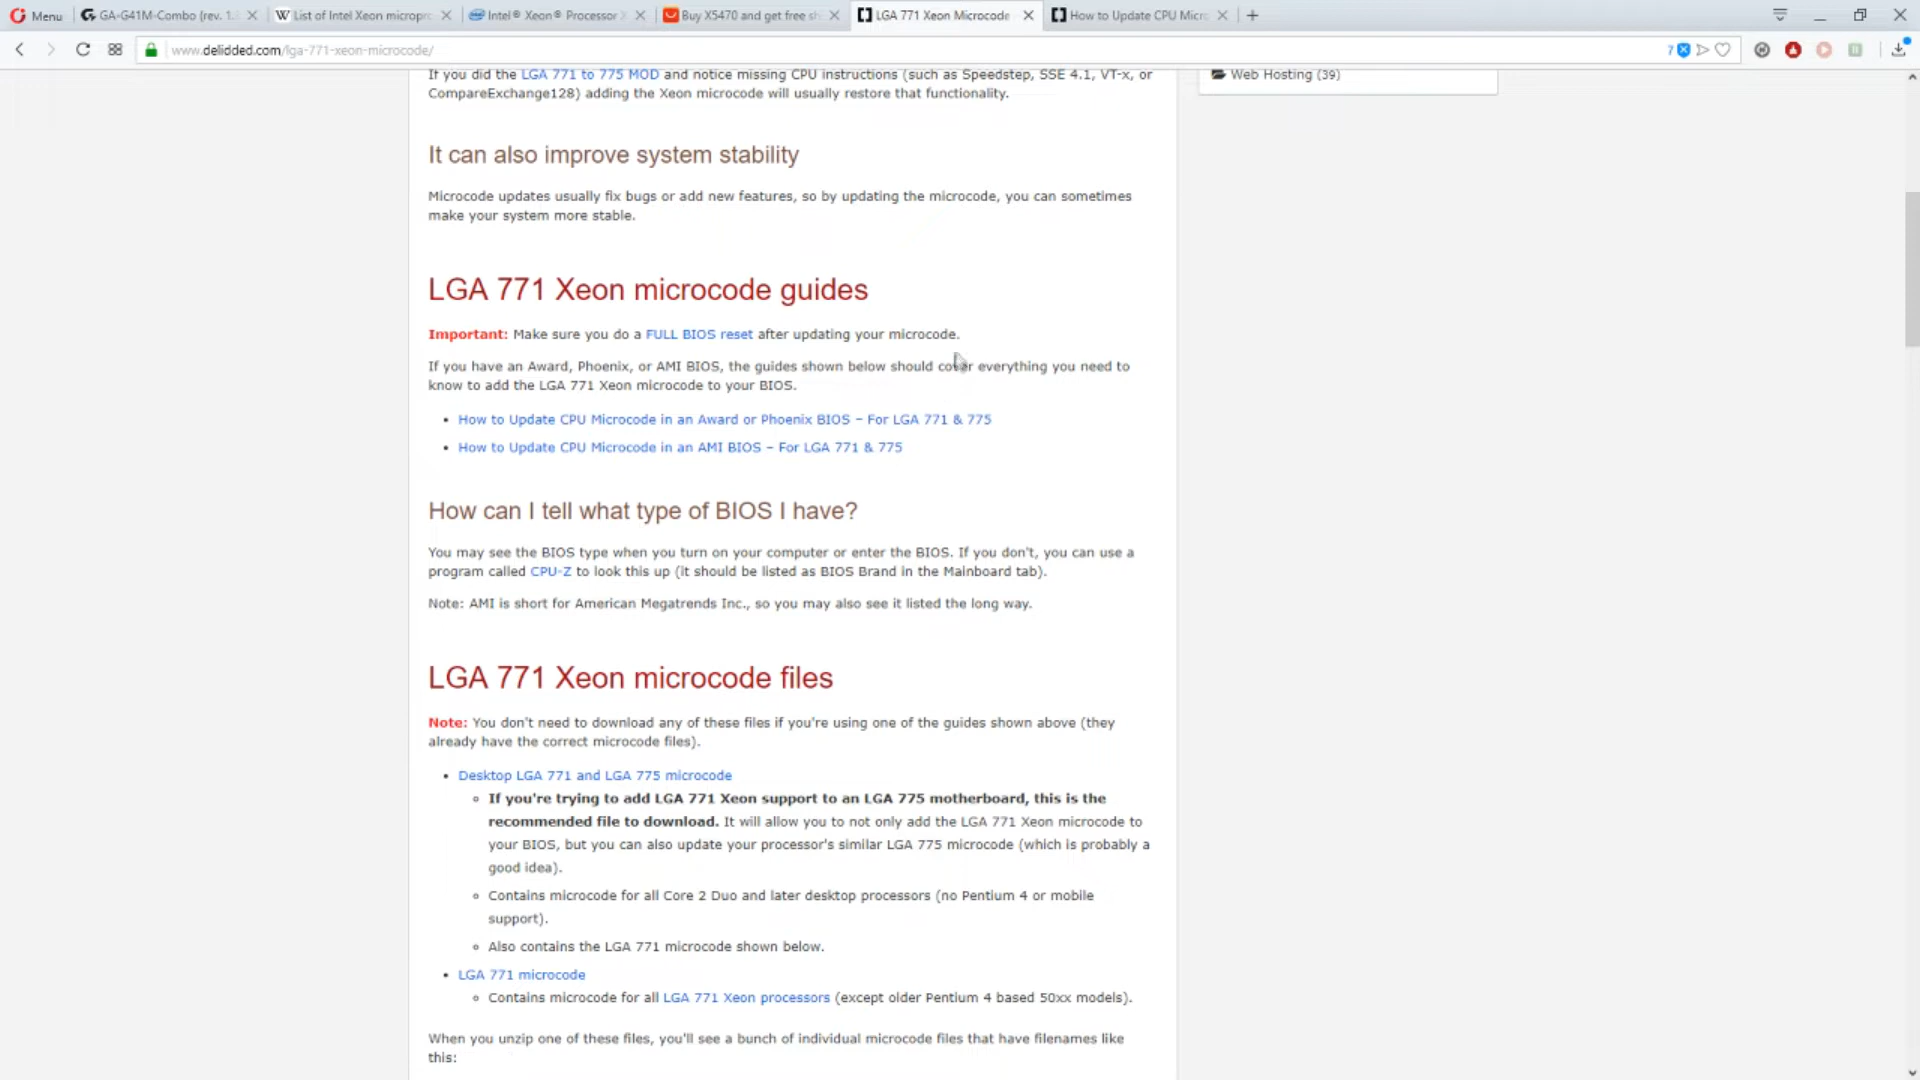 Menu
GA-G41M-Combo (rev. 1.
List of Intel Xeon micropro
Intel® Xeon® Processor X
Buy X5470 and get free sh
LGA 771 Xeon Microcode
How to Update CPU Micro
www.delidded.com/lga-771-xeon-microcode/
7
If you did the LGA 771 to 775 MOD and notice missing CPU instructions (such as Speedstep, SSE 4.1, VT-x, or
CompareExchange128) adding the Xeon microcode will usually restore that functionality.
Web Hosting (39)
It can also improve system stability
Microcode updates usually fix bugs or add new features, so by updating the microcode, you can sometimes
make your system more stable.
LGA 771 Xeon microcode guides
Important: Make sure you do a FULL BIOS reset after updating your microcode.
If you have an Award, Phoenix, or AMI BIOS, the guides shown below should cover everything you need to
know to add the LGA 771 Xeon microcode to your BIOS.
• How to Update CPU Microcode in an Award or Phoenix BIOS – For LGA 771 & 775
• How to Update CPU Microcode in an AMI BIOS – For LGA 771 & 775
How can I tell what type of BIOS I have?
You may see the BIOS type when you turn on your computer or enter the BIOS. If you don't, you can use a
program called CPU-Z to look this up (it should be listed as BIOS Brand in the Mainboard tab).
Note: AMI is short for American Megatrends Inc., so you may also see it listed the long way.
LGA 771 Xeon microcode files
Note: You don't need to download any of these files if you're using one of the guides shown above (they
already have the correct microcode files).
• Desktop LGA 771 and LGA 775 microcode
If you're trying to add LGA 771 Xeon support to an LGA 775 motherboard, this is the
recommended file to download. It will allow you to not only add the LGA 771 Xeon microcode to
your BIOS, but you can also update your processor's similar LGA 775 microcode (which is probably a
good idea).
Contains microcode for all Core 2 Duo and later desktop processors (no Pentium 4 or mobile
support).
Also contains the LGA 771 microcode shown below.
• LGA 771 microcode
Contains microcode for all LGA 771 Xeon processors (except older Pentium 4 based 50xx models).
When you unzip one of these files, you'll see a bunch of individual microcode files that have filenames like
this: